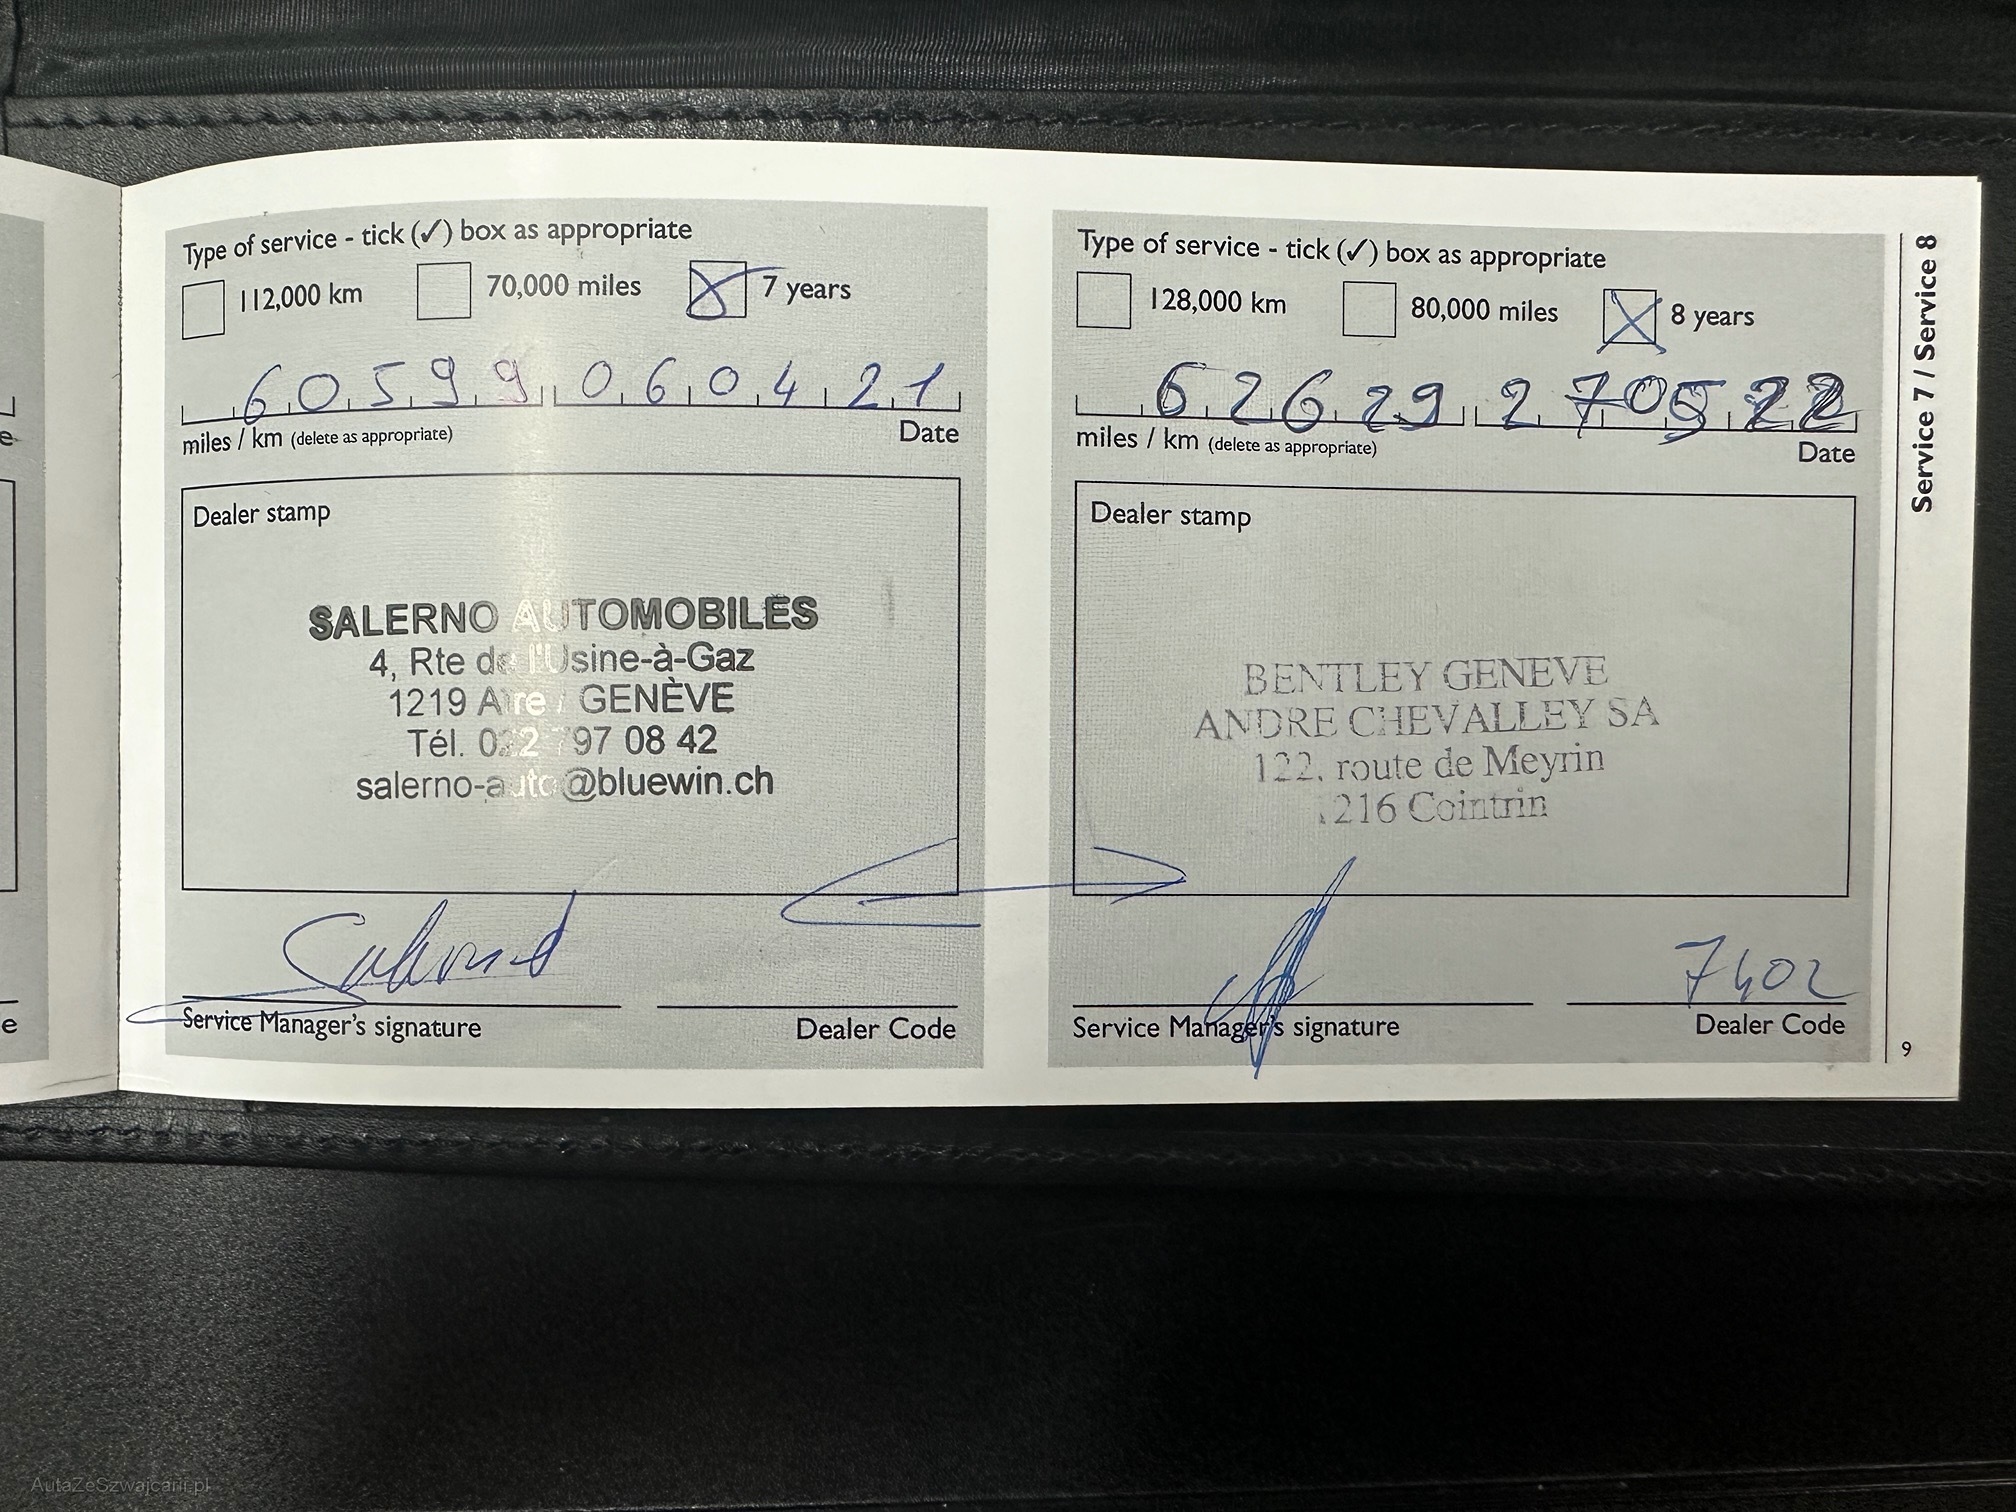 Type of service - tick (✓) box as appropriate
112,000 km 70,000 miles 7 years
60599 060421
miles / km (delete as appropriate) Date
Dealer stamp
SALERNO AUTOMOBILES
4, Rte de l'Usine-à-Gaz
1219 Aïre / GENÈVE
Tél. 022 797 08 42
salerno-auto@bluewin.ch
Service Manager's signature Dealer Code
Type of service - tick (✓) box as appropriate
128,000 km 80,000 miles 8 years
62629 270522
miles / km (delete as appropriate) Date
Dealer stamp
BENTLEY GENEVE
ANDRE CHEVALLEY SA
122, route de Meyrin
1216 Cointrin
7402
Service Manager's signature Dealer Code
Service 7 / Service 8
9
e
e
AutaZeSzwajcarii.pl